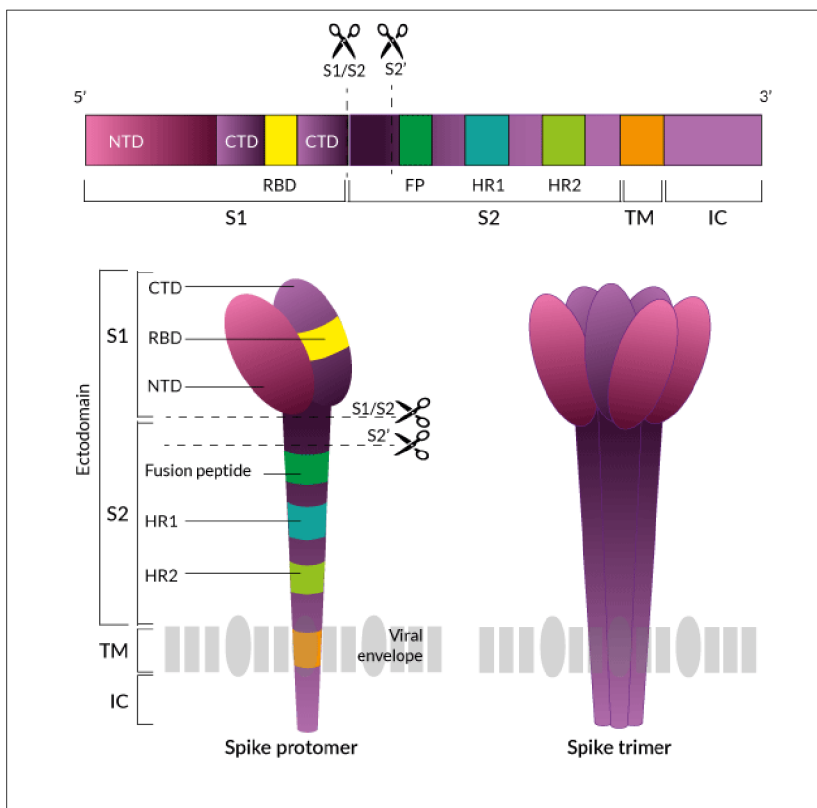 S1/S2 S2’
5’ 3’
NTD CTD CTD
RBD FP HR1 HR2
S1 S2 TM IC
CTD
S1
RBD
NTD
S1/S2
S2’
Ectodomain
Fusion peptide
S2
HR1
HR2
TM
Viral
envelope
IC
Spike protomer Spike trimer